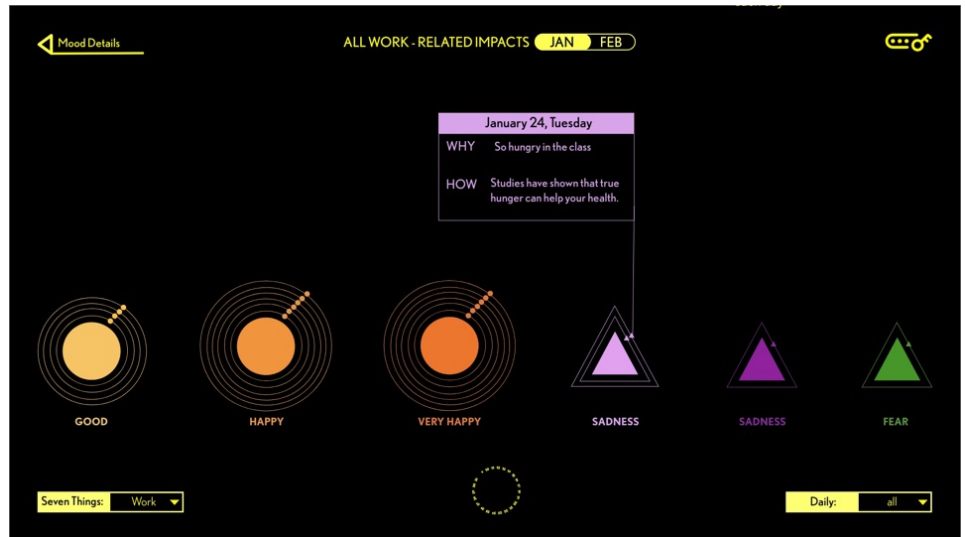 Mood Details
ALL WORK - RELATED IMPACTS JAN FEB
January 24, Tuesday
WHY So hungry in the class
HOW Studies have shown that true
hunger can help your health.
GOOD HAPPY VERY HAPPY SADNESS SADNESS FEAR
Seven Things: Work
Daily: all